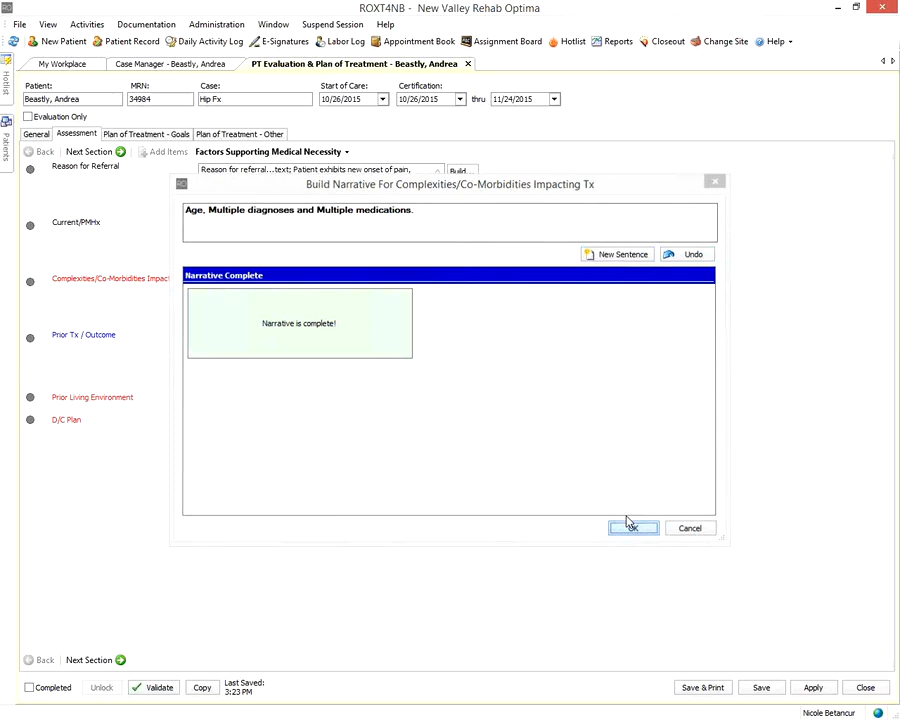 ROXT4NB - New Valley Rehab Optima
File View Activities Documentation Administration Window Suspend Session Help
New Patient Patient Record Daily Activity Log E-Signatures Labor Log Appointment Book Assignment Board Hotlist Reports Closeout Change Site Help
My Workplace Case Manager - Beastly, Andrea PT Evaluation & Plan of Treatment - Beastly, Andrea
Hotlist
Patients
Patient: MRN: Case: Start of Care: Certification:
Beastly, Andrea 34984 Hip Fx 10/26/2015 10/26/2015 thru 11/24/2015
Evaluation Only
General Assessment Plan of Treatment - Goals Plan of Treatment - Other
Back Next Section Add Items Factors Supporting Medical Necessity
Reason for Referral Reason for referral...text; Patient exhibits new onset of pain, Build...
Build Narrative For Complexities/Co-Morbidities Impacting Tx
Age, Multiple diagnoses and Multiple medications.
Current/PMHx
New Sentence Undo
Narrative Complete
Complexities/Co-Morbidities Impact
Narrative is complete!
Prior Tx / Outcome
Prior Living Environment
D/C Plan
OK Cancel
Back Next Section
Completed Unlock Validate Copy Last Saved: Save & Print Save Apply Close
3:23 PM
Nicole Betancur